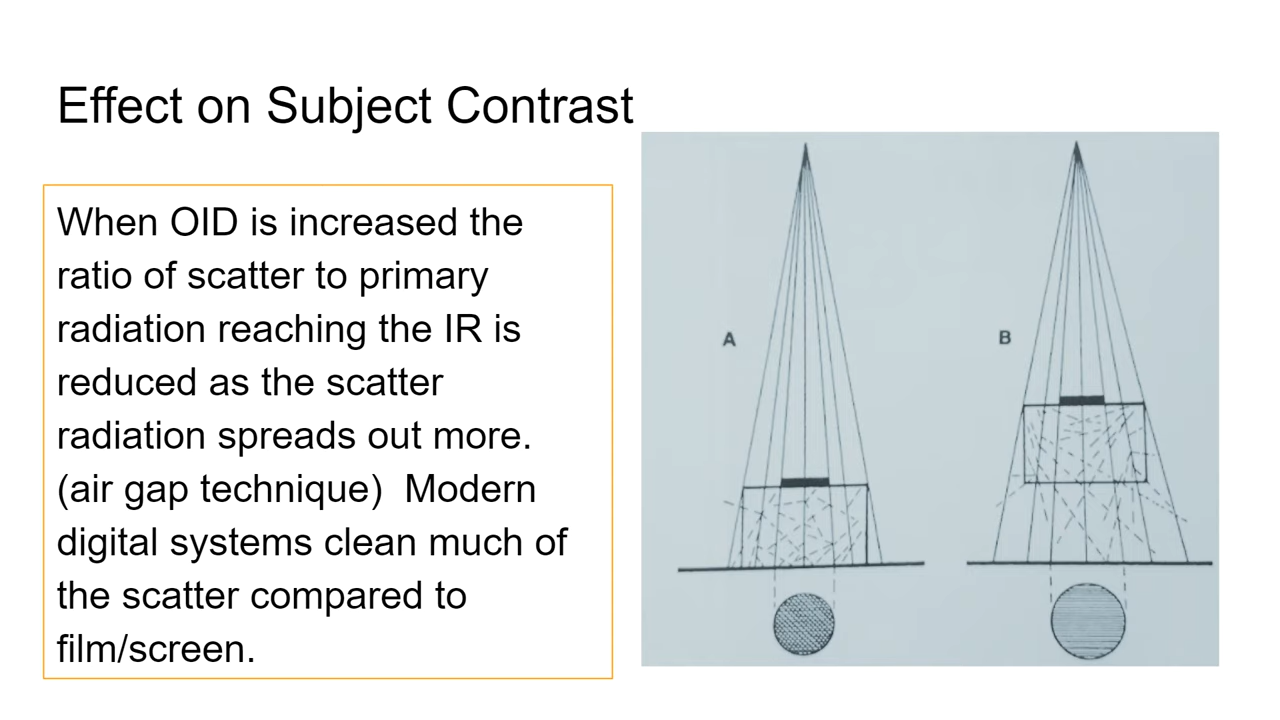 Effect on Subject Contrast
When OID is increased the
ratio of scatter to primary
radiation reaching the IR is
reduced as the scatter
radiation spreads out more.
(air gap technique)  Modern
digital systems clean much of
the scatter compared to
film/screen.
A
B